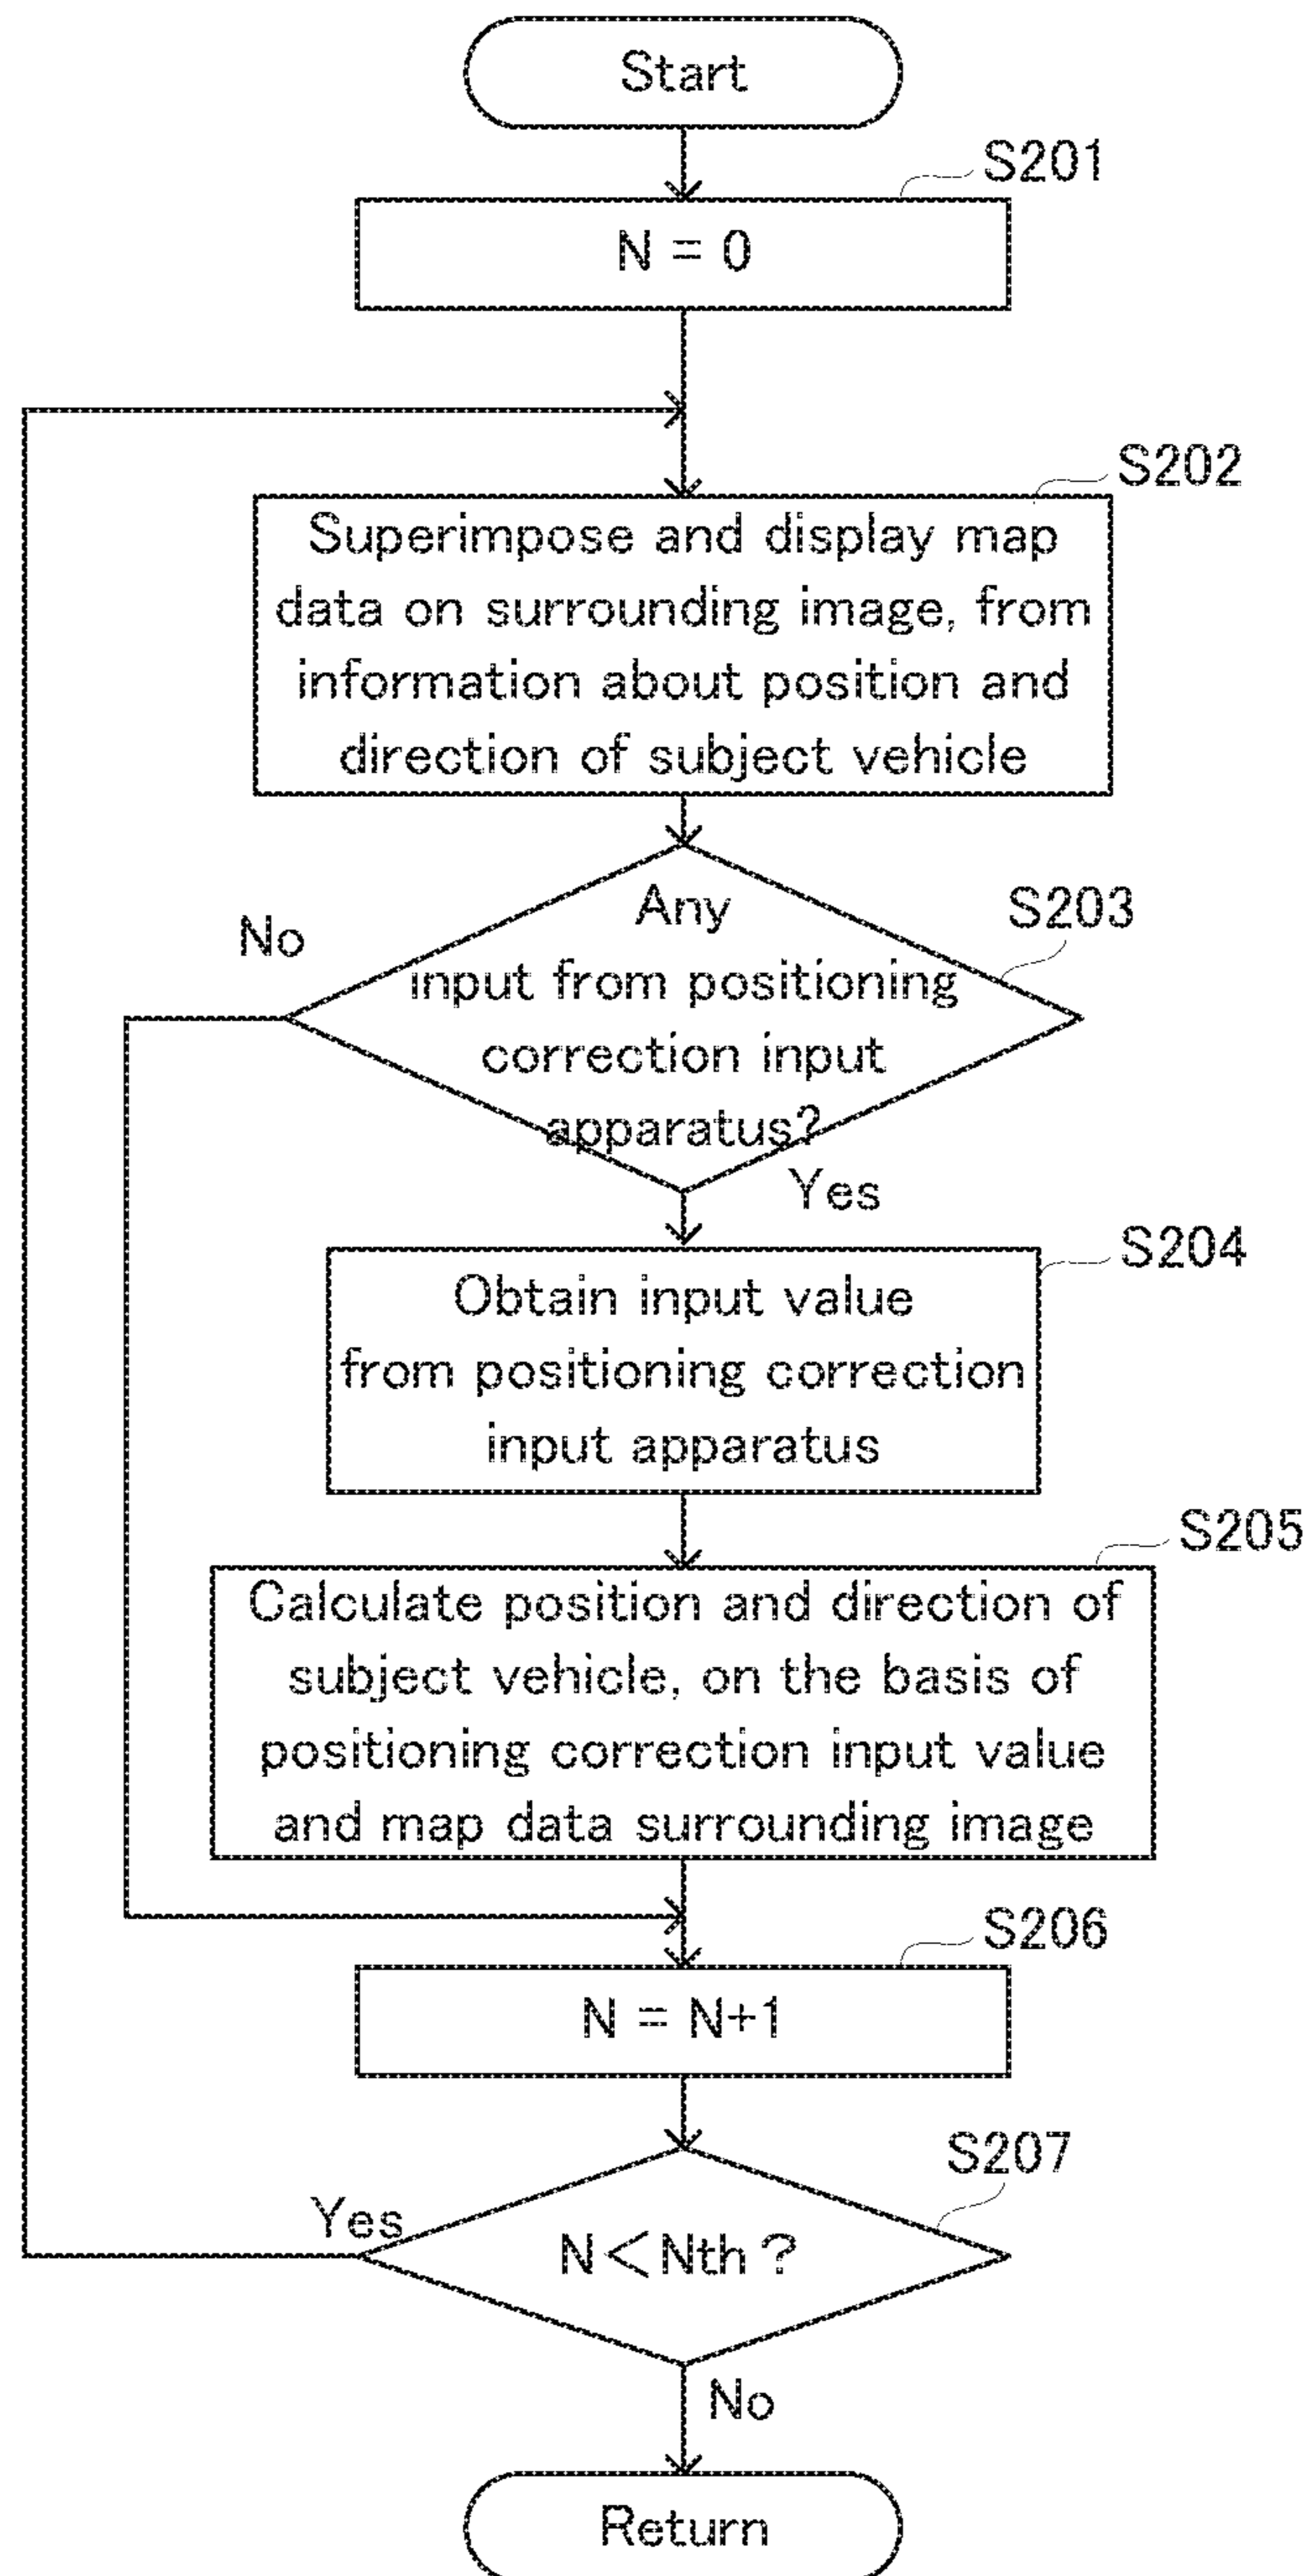 Start
S201
N = 0
S202
Superimpose and display map
data on surrounding image, from
information about position and
direction of subject vehicle
S203
No
Any
input from positioning
correction input
apparatus?
Yes
S204
Obtain input value
from positioning correction
input apparatus
S205
Calculate position and direction of
subject vehicle, on the basis of
positioning correction input value
and map data surrounding image
S206
N = N+1
S207
Yes
N<Nth?
No
Return